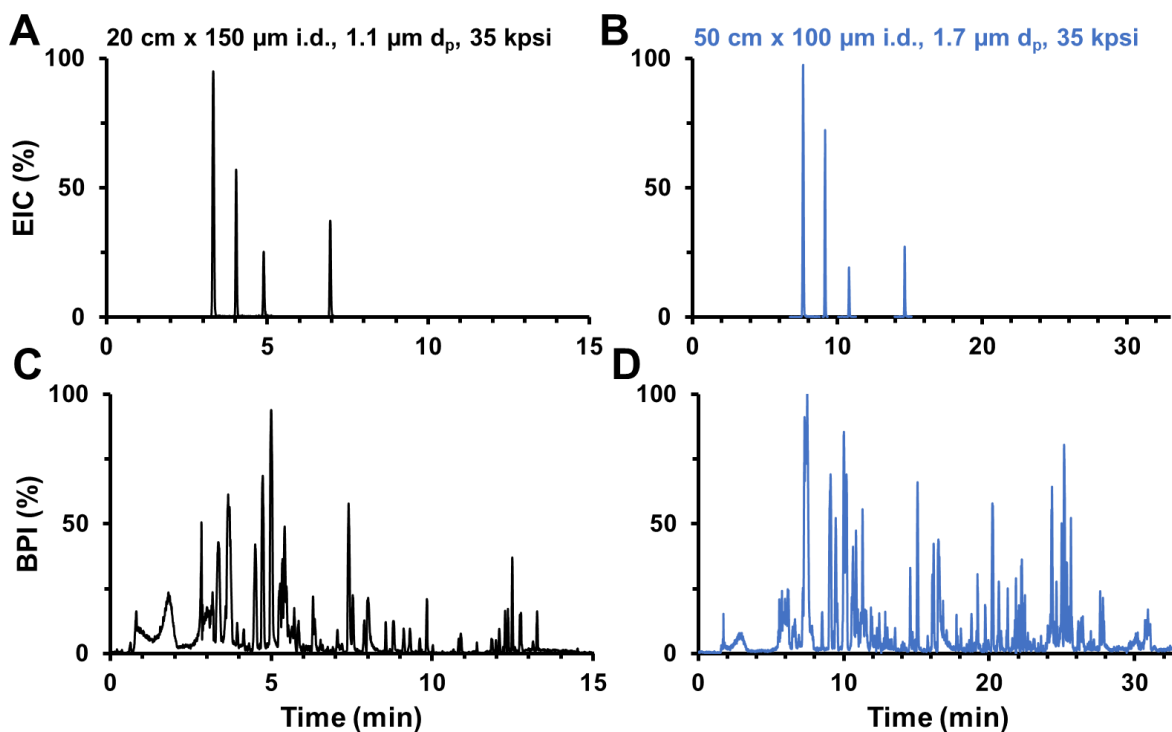 A
20 cm x 150 µm i.d., 1.1 µm dp, 35 kpsi
100
50
0
EIC (%)
0 5 10 15
B
50 cm x 100 µm i.d., 1.7 µm dp, 35 kpsi
100
50
0
0 10 20 30
C
100
50
0
BPI (%)
0 5 10 15
Time (min)
D
100
50
0
0 10 20 30
Time (min)